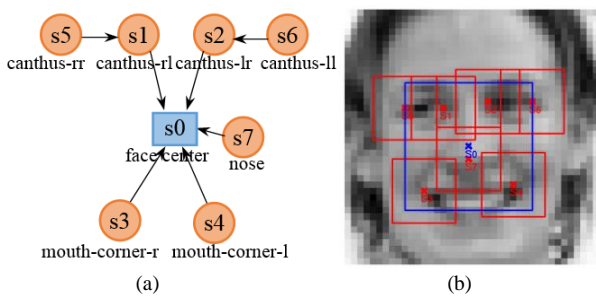 s5 s1 s2 s6
canthus-rr canthus-rl canthus-lr canthus-ll
s0
face center
s7
nose
s3 s4
mouth-corner-r mouth-corner-l
S0
(a) (b)